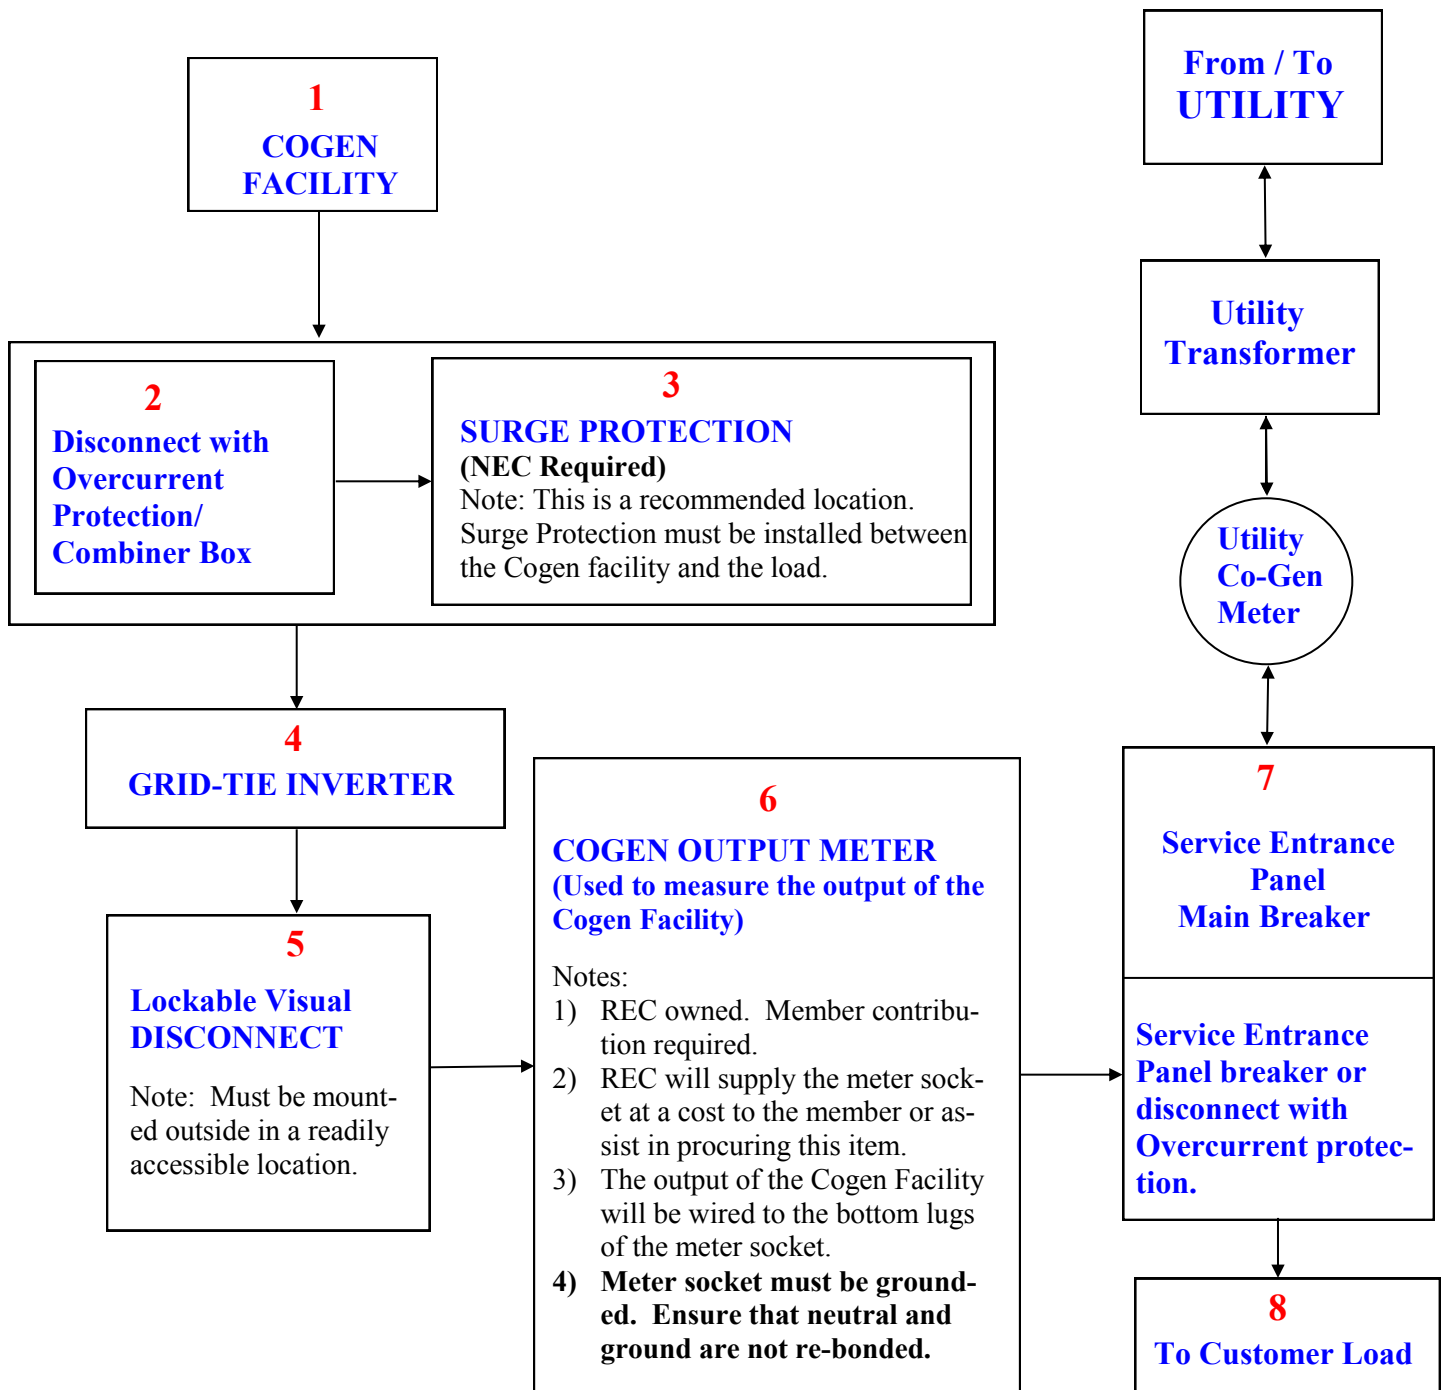 1
COGEN
FACILITY
From / To
UTILITY
Utility
Transformer
2
Disconnect with
Overcurrent
Protection/
Combiner Box
3
SURGE PROTECTION
(NEC Required)
Note: This is a recommended location.
Surge Protection must be installed between
the Cogen facility and the load.
Utility
Co-Gen
Meter
4
GRID-TIE INVERTER
5
Lockable Visual
DISCONNECT
Note: Must be mount-
ed outside in a readily
accessible location.
6
COGEN OUTPUT METER
(Used to measure the output of the
Cogen Facility)
Notes:
1) REC owned. Member contribu-
tion required.
2) REC will supply the meter sock-
et at a cost to the member or as-
sist in procuring this item.
3) The output of the Cogen Facility
will be wired to the bottom lugs
of the meter socket.
4) Meter socket must be ground-
ed. Ensure that neutral and
ground are not re-bonded.
7
Service Entrance
Panel
Main Breaker
Service Entrance
Panel breaker or
disconnect with
Overcurrent protec-
tion.
8
To Customer Load